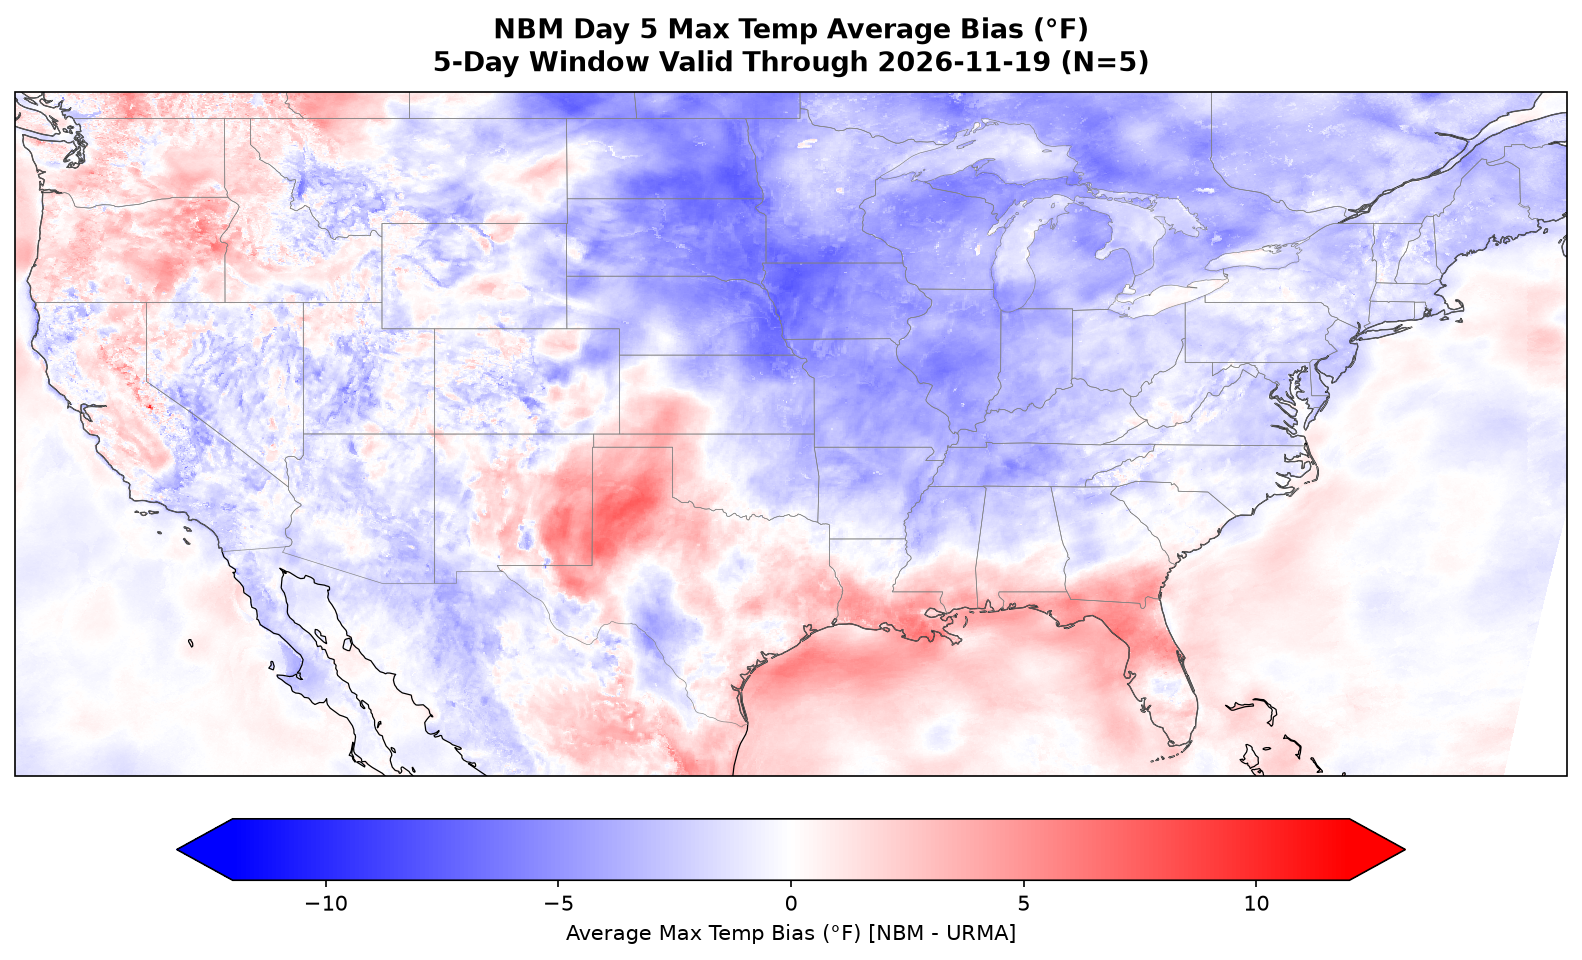 NBM Day 5 Max Temp Average Bias (°F)
5-Day Window Valid Through 2026-11-19 (N=5)
−10 −5 0 5 10
Average Max Temp Bias (°F) [NBM - URMA]